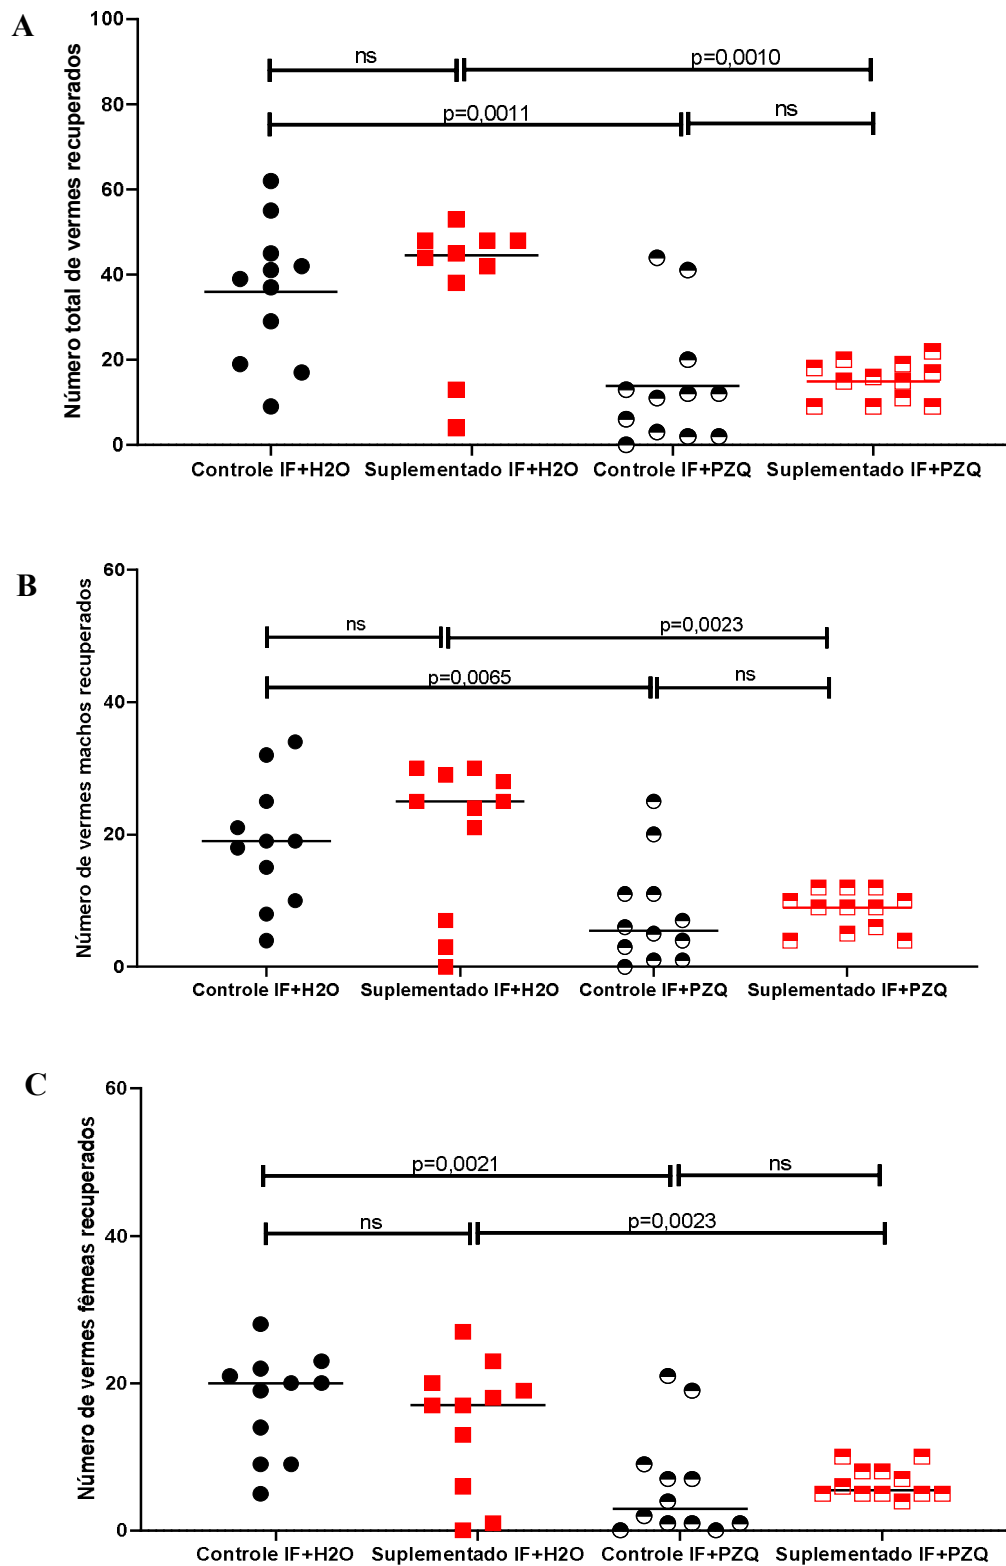 A
Número total de vermes recuperados
100
80
60
40
20
0
ns
p=0,0010
p=0,0011
ns
Controle IF+H2O Suplementado IF+H2O Controle IF+PZQ Suplementado IF+PZQ
B
Número de vermes machos recuperados
60
40
20
0
ns
p=0,0023
p=0,0065
ns
Controle IF+H2O Suplementado IF+H2O Controle IF+PZQ Suplementado IF+PZQ
C
Número de vermes fêmeas recuperados
60
40
20
0
p=0,0021
ns
ns
p=0,0023
Controle IF+H2O Suplementado IF+H2O Controle IF+PZQ Suplementado IF+PZQ